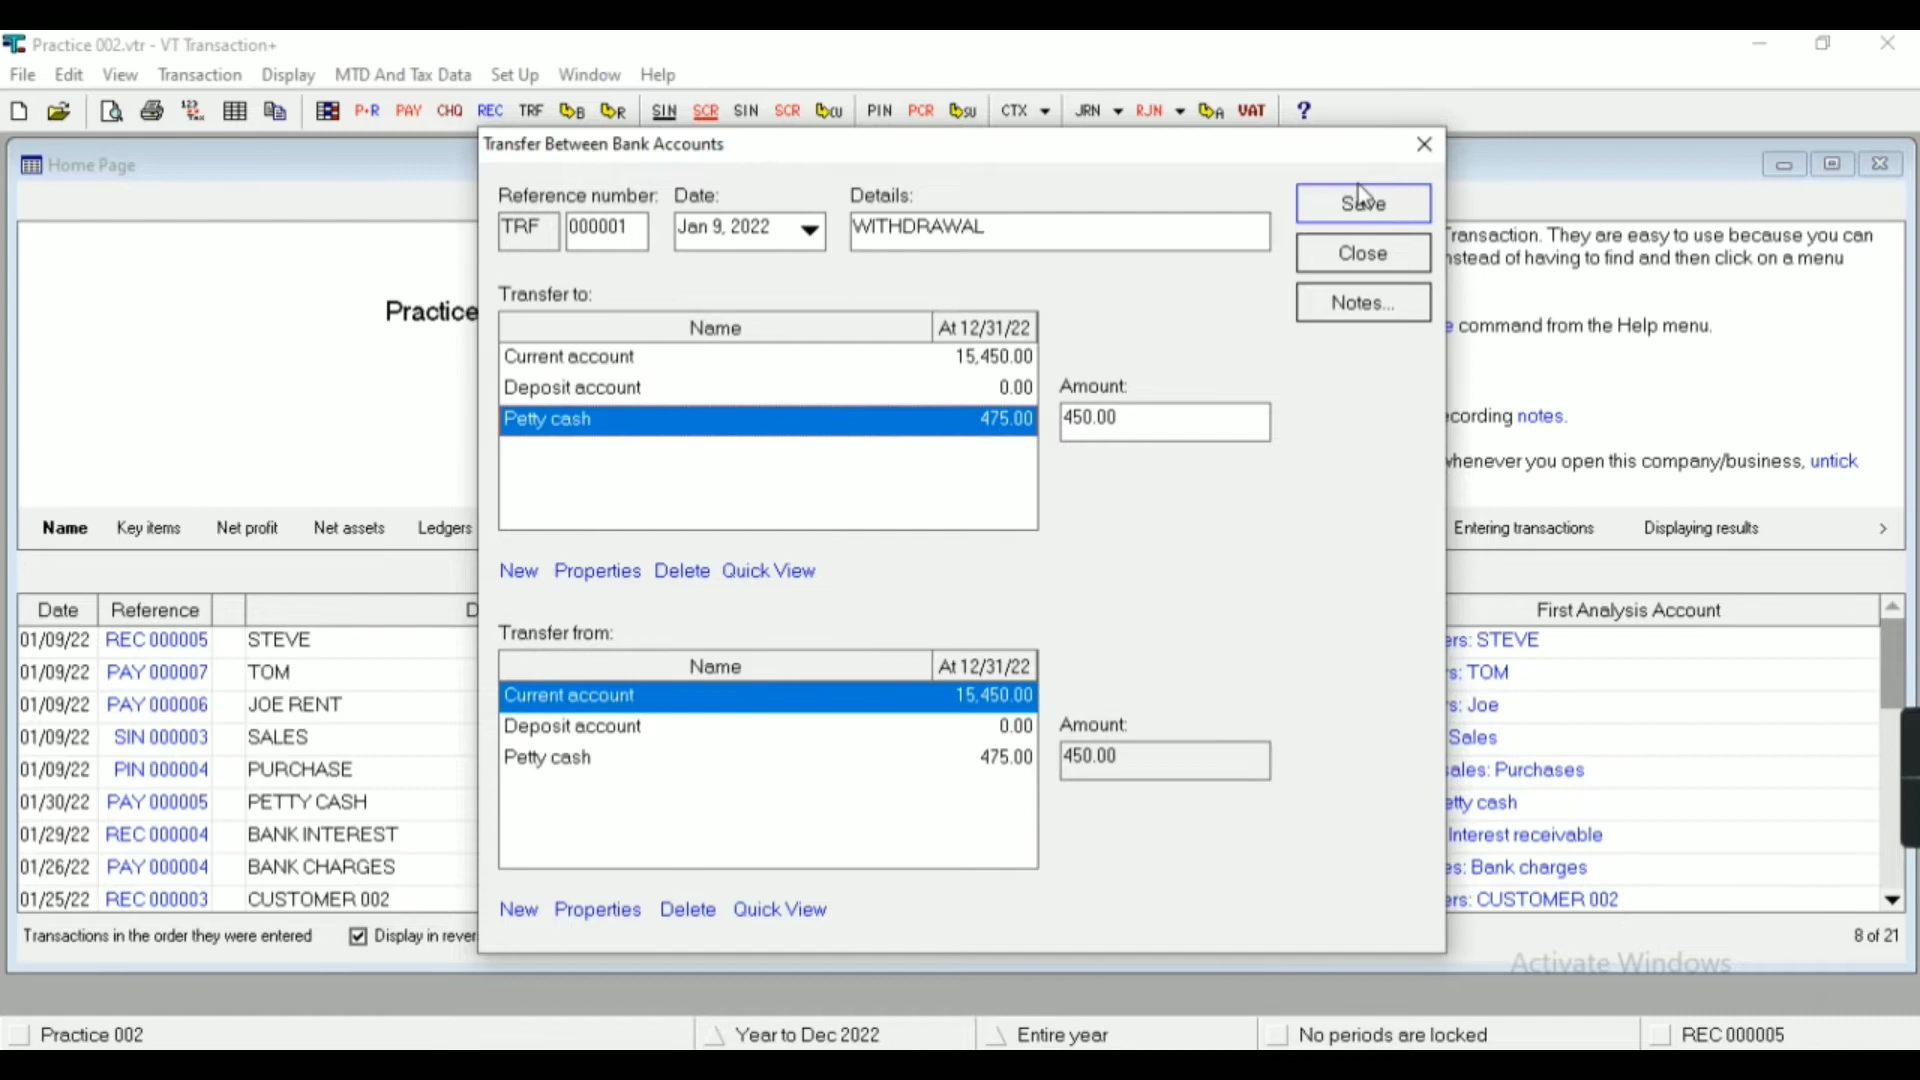 Practice 002.vtr - VT Transaction+
File Edit View Transaction Display MTD And Tax Data Set Up Window Help
P+R PAY CHQ REC TRF B R SIN SCR SIN SCR CU PIN PCR SU CTX JRN RJN A VAT ?
Home Page
Transfer Between Bank Accounts
Reference number: Date: Details:
TRF 000001 Jan 9, 2022 WITHDRAWAL
Save
Close
Notes...
Transfer to:
Name At 12/31/22
Current account 15,450.00
Deposit account 0.00
Petty cash 475.00
Amount:
450.00
New Properties Delete Quick View
Transfer from:
Name At 12/31/22
Current account 15,450.00
Deposit account 0.00
Petty cash 475.00
Amount:
450.00
New Properties Delete Quick View
Practice
ransaction. They are easy to use because you can
nstead of having to find and then click on a menu
e command from the Help menu.
cording notes.
whenever you open this company/business, untick
Name Key items Net profit Net assets Ledgers
Entering transactions Displaying results >
Date Reference D First Analysis Account
01/09/22 REC 000005 STEVE ers: STEVE
01/09/22 PAY 000007 TOM s: TOM
01/09/22 PAY 000006 JOE RENT s: Joe
01/09/22 SIN 000003 SALES Sales
01/09/22 PIN 000004 PURCHASE ales: Purchases
01/30/22 PAY 000005 PETTY CASH etty cash
01/29/22 REC 000004 BANK INTEREST Interest receivable
01/26/22 PAY 000004 BANK CHARGES es: Bank charges
01/25/22 REC 000003 CUSTOMER 002 ers: CUSTOMER 002
Transactions in the order they were entered Display in rever 8 of 21
Activate Windows
Practice 002 Year to Dec 2022 Entire year No periods are locked REC 000005